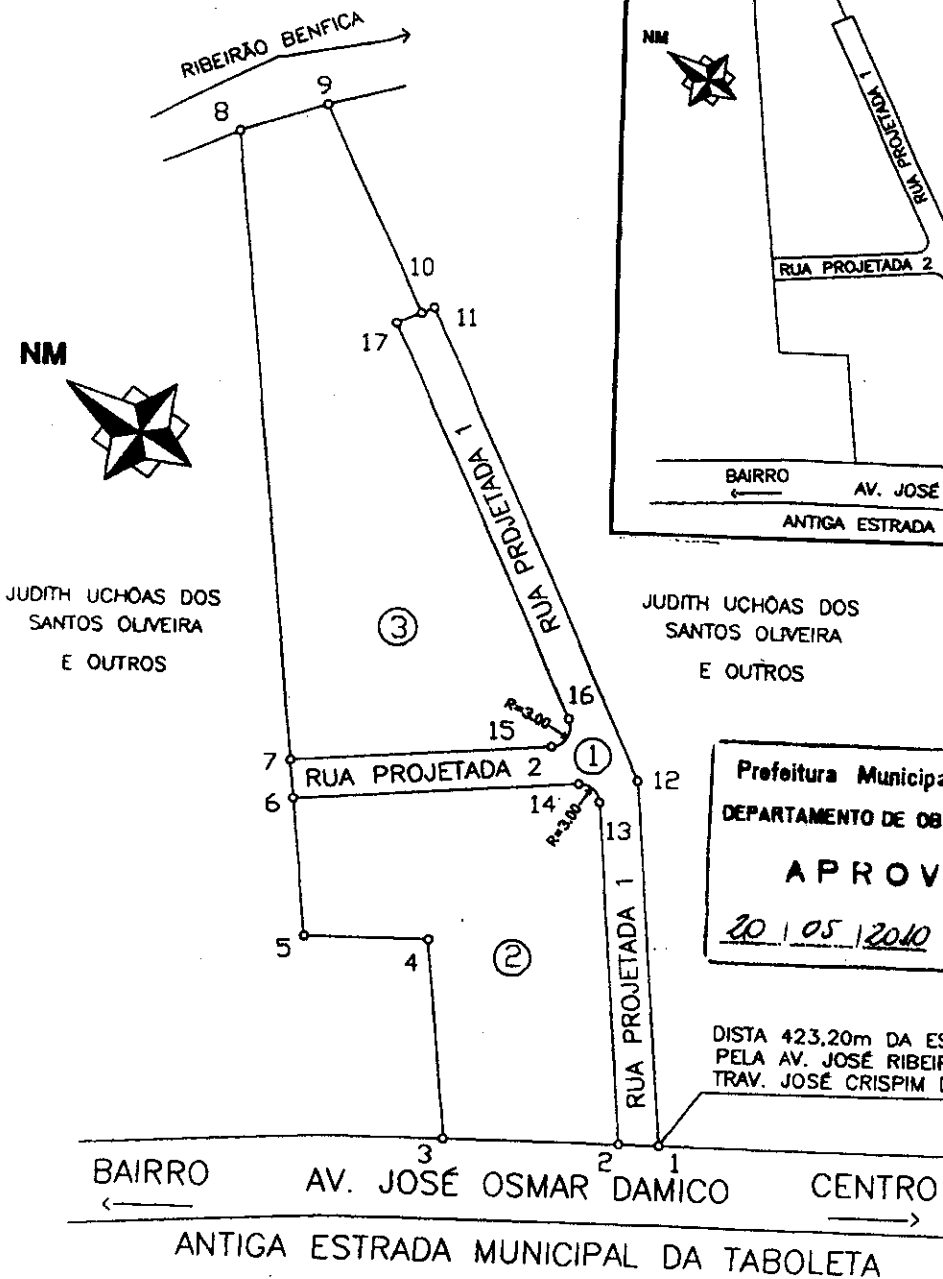 RIBEIRÃO BENFICA
9
8
10
11
17
NM
RUA PROJETADA 1
JUDITH UCHÔAS DOS
SANTOS OLIVEIRA
E OUTROS
3
16
R=3.00
15
1
7
RUA PROJETADA 2
12
6
14
R=3.00
13
5
4
2
RUA PROJETADA 1
3
2
1
BAIRRO
AV. JOSÉ OSMAR DAMICO
CENTRO
ANTIGA ESTRADA MUNICIPAL DA TABOLETA
NM
RUA PROJETADA 1
RUA PROJETADA 2
BAIRRO
AV. JOSÉ
ANTIGA ESTRADA
JUDITH UCHÔAS DOS
SANTOS OLIVEIRA
E OUTROS
Prefeitura Municipa
DEPARTAMENTO DE OB
APROV
20 | 05 | 2010
DISTA 423,20m DA ES
PELA AV. JOSÉ RIBEIR
TRAV. JOSÉ CRISPIM D